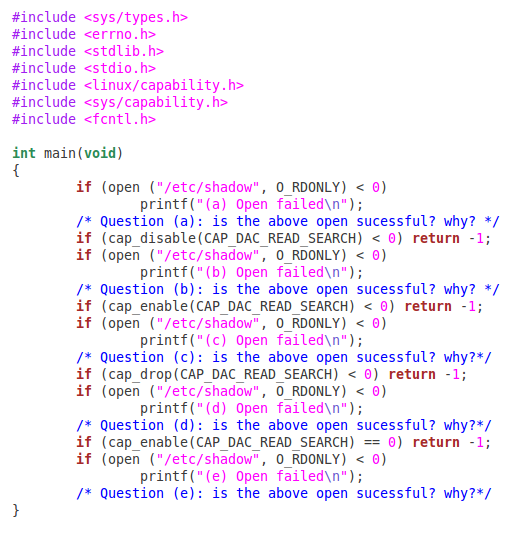 #include <sys/types.h>
#include <errno.h>
#include <stdlib.h>
#include <stdio.h>
#include <linux/capability.h>
#include <sys/capability.h>
#include <fcntl.h>

int main(void)
{
        if (open ("/etc/shadow", O_RDONLY) < 0)
                printf("(a) Open failed\n");
        /* Question (a): is the above open sucessful? why? */
        if (cap_disable(CAP_DAC_READ_SEARCH) < 0) return -1;
        if (open ("/etc/shadow", O_RDONLY) < 0)
                printf("(b) Open failed\n");
        /* Question (b): is the above open sucessful? why? */
        if (cap_enable(CAP_DAC_READ_SEARCH) < 0) return -1;
        if (open ("/etc/shadow", O_RDONLY) < 0)
                printf("(c) Open failed\n");
        /* Question (c): is the above open sucessful? why?*/
        if (cap_drop(CAP_DAC_READ_SEARCH) < 0) return -1;
        if (open ("/etc/shadow", O_RDONLY) < 0)
                printf("(d) Open failed\n");
        /* Question (d): is the above open sucessful? why?*/
        if (cap_enable(CAP_DAC_READ_SEARCH) == 0) return -1;
        if (open ("/etc/shadow", O_RDONLY) < 0)
                printf("(e) Open failed\n");
        /* Question (e): is the above open sucessful? why?*/
}